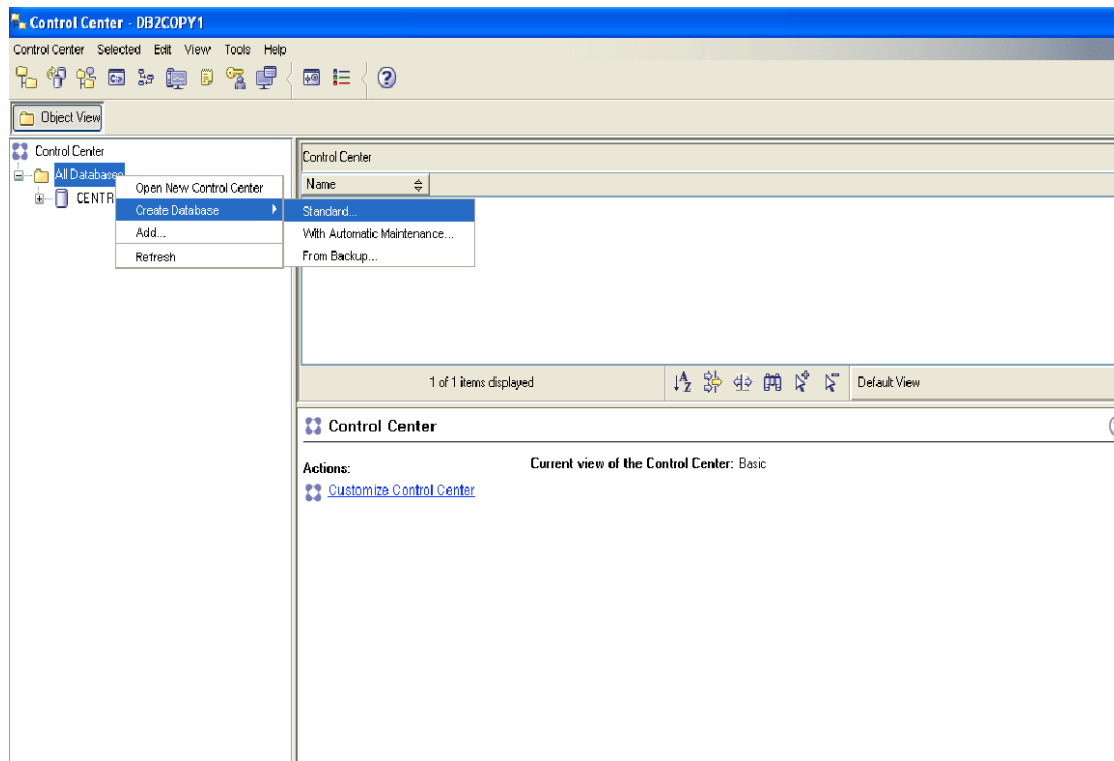 Control Center - DB2COPY1
Control Center Selected Edit View Tools Help
Object View
Control Center
All Databases
CENTR
Open New Control Center
Create Database
Add...
Refresh
Standard...
With Automatic Maintenance...
From Backup...
Control Center
Name
1 of 1 items displayed
Default View
Control Center
Actions:
Current view of the Control Center: Basic
Customize Control Center